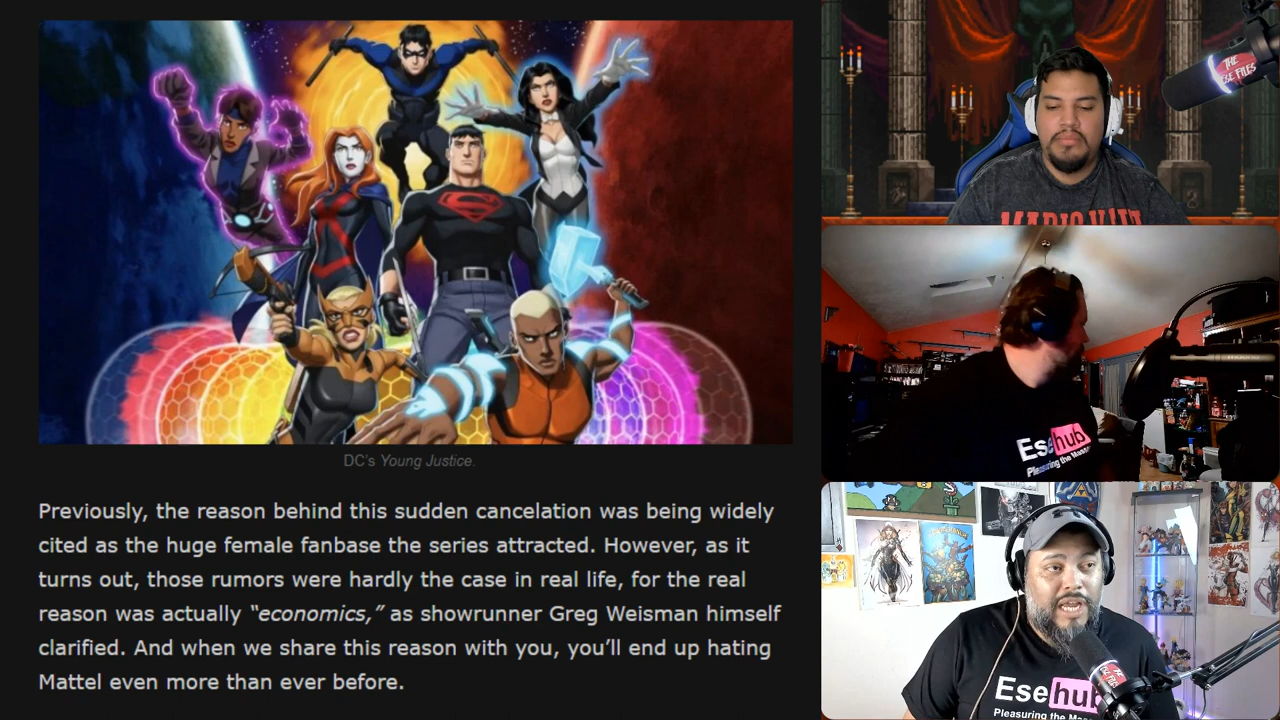 DC's Young Justice.
Previously, the reason behind this sudden cancelation was being widely
cited as the huge female fanbase the series attracted. However, as it
turns out, those rumors were hardly the case in real life, for the real
reason was actually “economics,” as showrunner Greg Weisman himself
clarified. And when we share this reason with you, you’ll end up hating
Mattel even more than ever before.
THE
ESE FILES
Esehub
Pleasuring the
Esehub
Pleasuring the